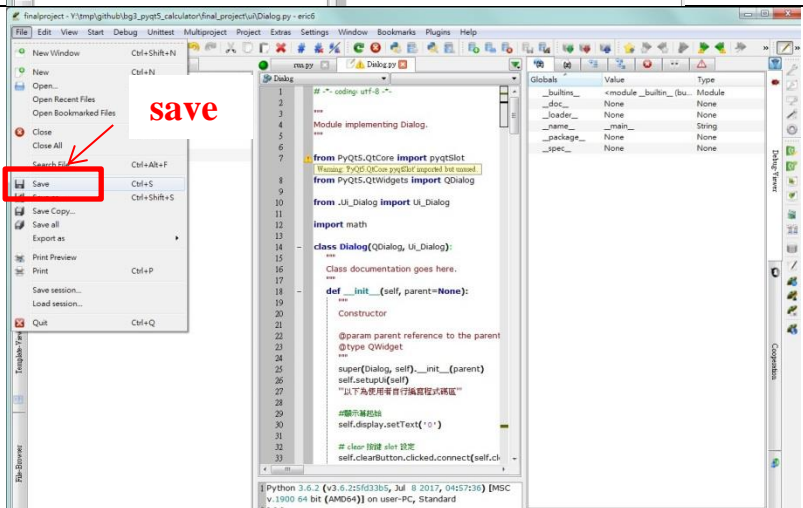 finalproject - Y:\tmp\github\bg3_pyqt5_calculator\final_project\ui\Dialog.py - eric6
File Edit View Start Debug Unittest Multiproject Project Extras Settings Window Bookmarks Plugins Help
New Window Ctrl+Shift+N
New Ctrl+N
Open...
Open Recent Files
Open Bookmarked Files
Close
Close All
Search File Ctrl+Alt+F
Save Ctrl+S
Ctrl+Shift+S
Save Copy...
Save all
Export as
Print Preview
Print Ctrl+P
Save session...
Load session...
Quit Ctrl+Q
save
Template-Viewer
File-Browser
run.py Dialog.py
Dialog
1 # -*- coding: utf-8 -*-
2
3 """
4 Module implementing Dialog.
5 """
6
7 from PyQt5.QtCore import pyqtSlot
Warning: 'PyQt5.QtCore.pyqtSlot' imported but unused.
8 from PyQt5.QtWidgets import QDialog
9
10 from .Ui_Dialog import Ui_Dialog
11
12 import math
13
14 class Dialog(QDialog, Ui_Dialog):
15 """
16 Class documentation goes here.
17 """
18 def __init__(self, parent=None):
19 """
20 Constructor
21
22 @param parent reference to the parent
23 @type QWidget
24 """
25 super(Dialog, self).__init__(parent)
26 self.setupUi(self)
27 '''以下為使用者自行編寫程式碼區'''
28
29 #顯示幕起始
30 self.display.setText('0')
31
32 # clear 按鍵 slot 設定
33 self.clearButton.clicked.connect(self.cl
1 Python 3.6.2 (v3.6.2:5fd33b5, Jul 8 2017, 04:57:36) [MSC
v.1900 64 bit (AMD64)] on user-PC, Standard
Globals Value Type
__builtins__ <module __builtin__ (bu... Module
__doc__ None None
__loader__ None None
__name__ __main__ String
__package__ None None
__spec__ None None
Debug-Viewer
Cooperation